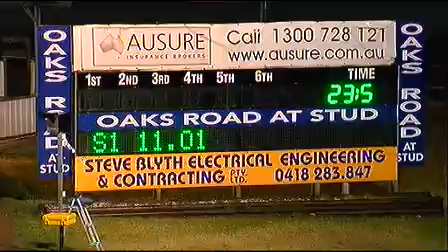 AUSURE
INSURANCE BROKERS
Call 1300 728 121
www.ausure.com.au
1ST 2ND 3RD 4TH 5TH 6TH TIME
23:5
OAKS ROAD AT STUD
S1 11.01
STEVE BLYTH ELECTRICAL ENGINEERING
& CONTRACTING PTY. LTD. 0418 283.847
OAKS ROAD AT STUD
OAKS ROAD AT STUD